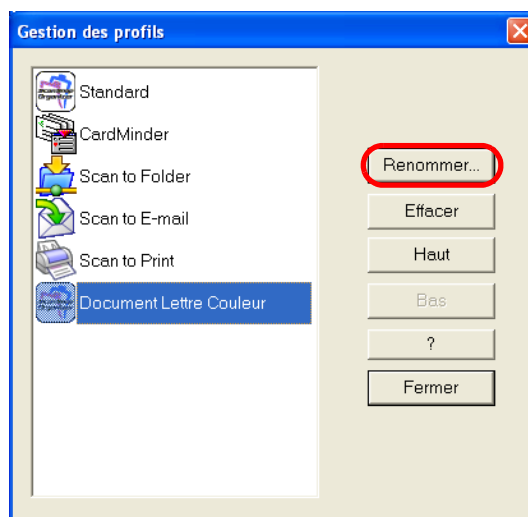 Gestion des profils
Standard
CardMinder
Scan to Folder
Scan to E-mail
Scan to Print
Document Lettre Couleur
Renommer...
Effacer
Haut
Bas
?
Fermer